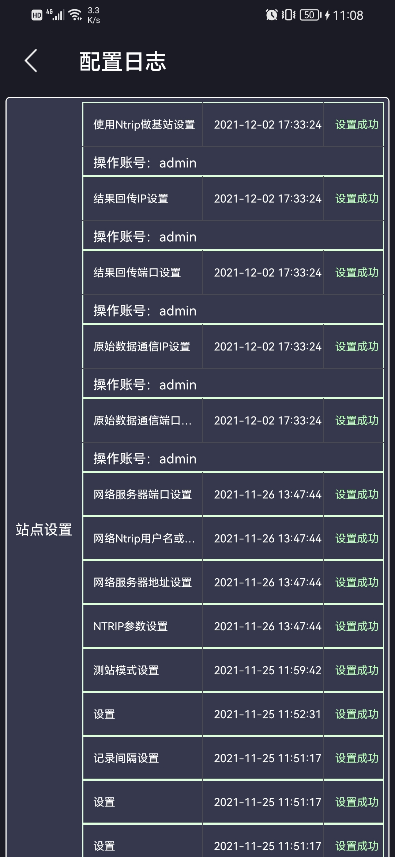 HD 4G 3.3 K/s 50 11:08
配置日志
使用Ntrip做基站设置 2021-12-02 17:33:24 设置成功
操作账号：admin
结果回传IP设置 2021-12-02 17:33:24 设置成功
操作账号：admin
结果回传端口设置 2021-12-02 17:33:24 设置成功
操作账号：admin
原始数据通信IP设置 2021-12-02 17:33:24 设置成功
操作账号：admin
原始数据通信端口... 2021-12-02 17:33:24 设置成功
操作账号：admin
网络服务器端口设置 2021-11-26 13:47:44 设置成功
站点设置
网络Ntrip用户名或... 2021-11-26 13:47:44 设置成功
网络服务器地址设置 2021-11-26 13:47:44 设置成功
NTRIP参数设置 2021-11-26 13:47:44 设置成功
测站模式设置 2021-11-25 11:59:42 设置成功
设置 2021-11-25 11:52:31 设置成功
记录间隔设置 2021-11-25 11:51:17 设置成功
设置 2021-11-25 11:51:17 设置成功
设置 2021-11-25 11:51:17 设置成功